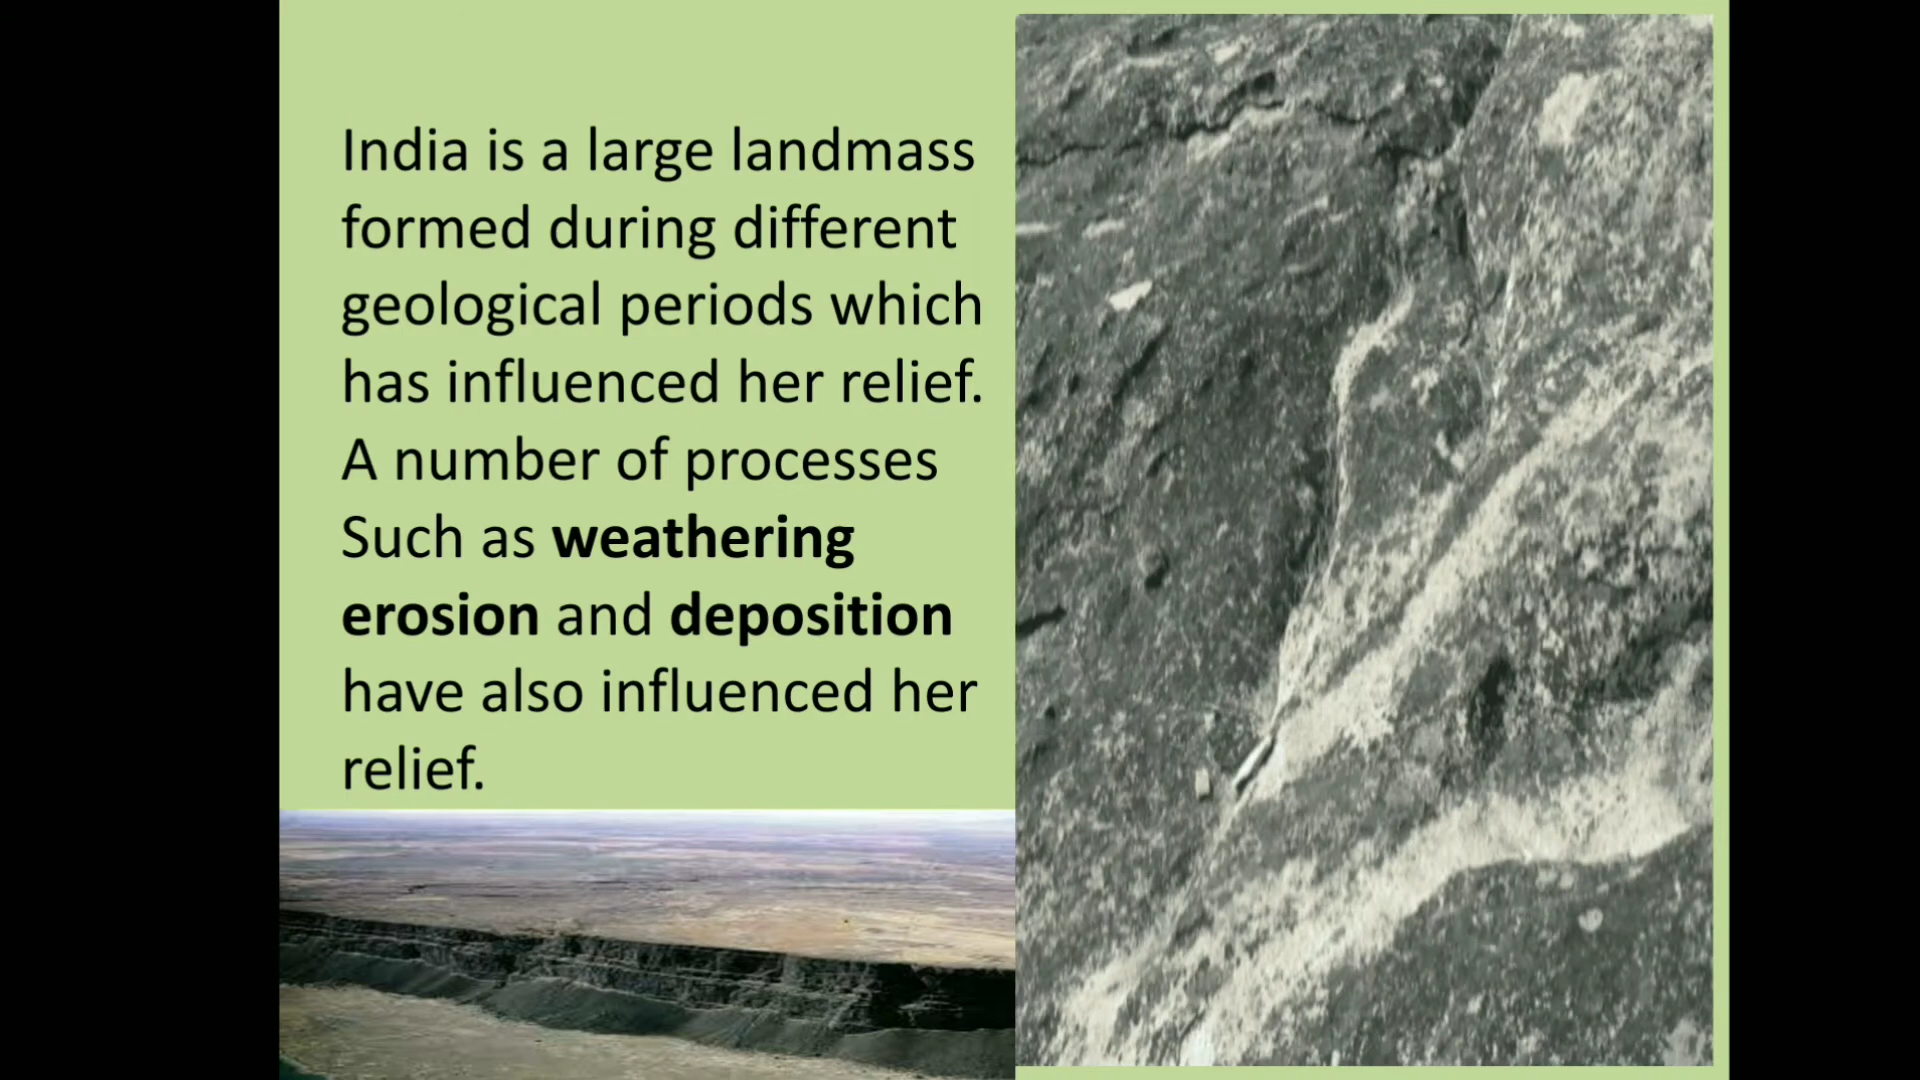 India is a large landmass
formed during different
geological periods which
has influenced her relief.
A number of processes
Such as weathering
erosion and deposition
have also influenced her
relief.